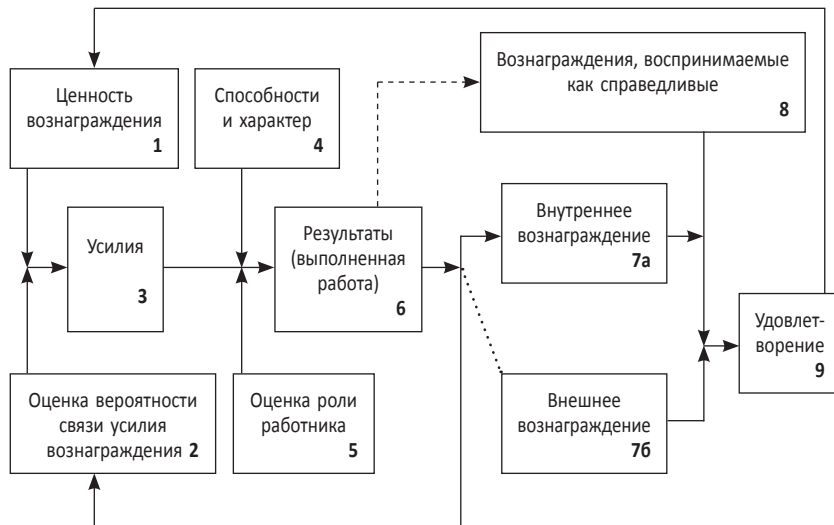 Ценность
вознаграждения
1
Способности
и характер
4
Вознаграждения, воспринимаемые
как справедливые
8
Усилия
3
Результаты
(выполненная
работа)
6
Внутреннее
вознаграждение
7а
Удовлет-
ворение
9
Оценка вероятности
связи усилия
вознаграждения 2
Оценка роли
работника
5
Внешнее
вознаграждение
7б